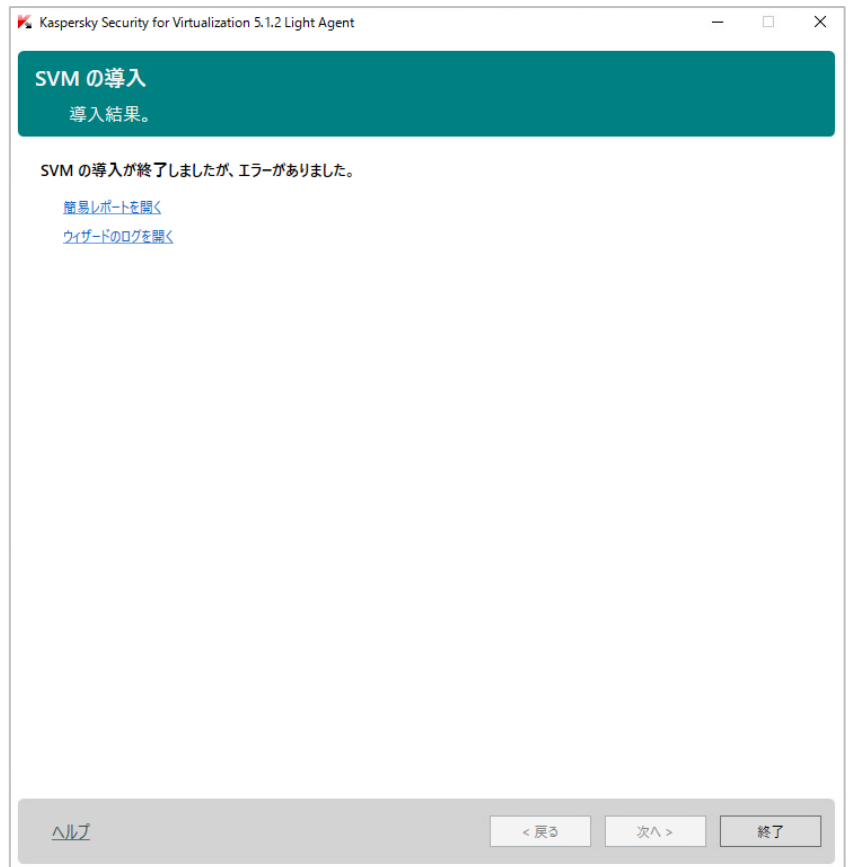 Kaspersky Security for Virtualization 5.1.2 Light Agent
SVM の導入
導入結果。
SVM の導入が終了しましたが、エラーがありました。
簡易レポートを開く
ウィザードのログを開く
ヘルプ
< 戻る
次へ >
終了